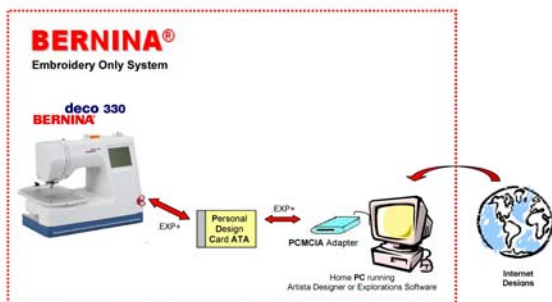 BERNINA®
Embroidery Only System
deco 330
BERNINA
.EXP+
Personal
Design
Card ATA
.EXP+
PCMCIA Adapter
Home PC running
Artista Designer or Explorations Software
Internet
Designs